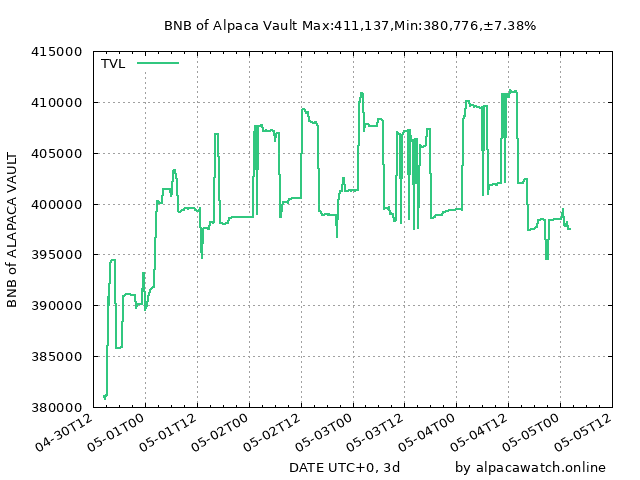 BNB of Alpaca Vault Max:411,137,Min:380,776,±7.38%
415000
TVL
410000
405000
400000
395000
390000
385000
380000
BNB of ALAPACA VAULT
04-30T12
05-01T00
05-01T12
05-02T00
05-02T12
05-03T00
05-03T12
05-04T00
05-04T12
05-05T00
05-05T12
DATE UTC+0, 3d
by alpacawatch.online